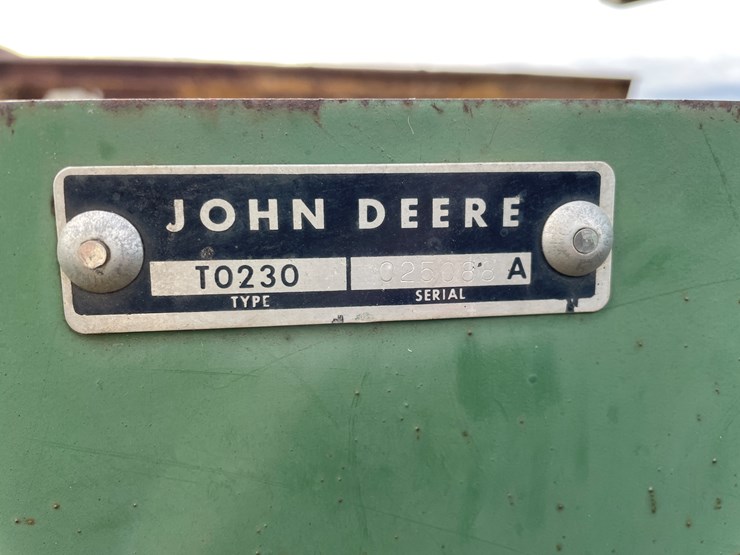 JOHN DEERE
T0230 A
TYPE SERIAL